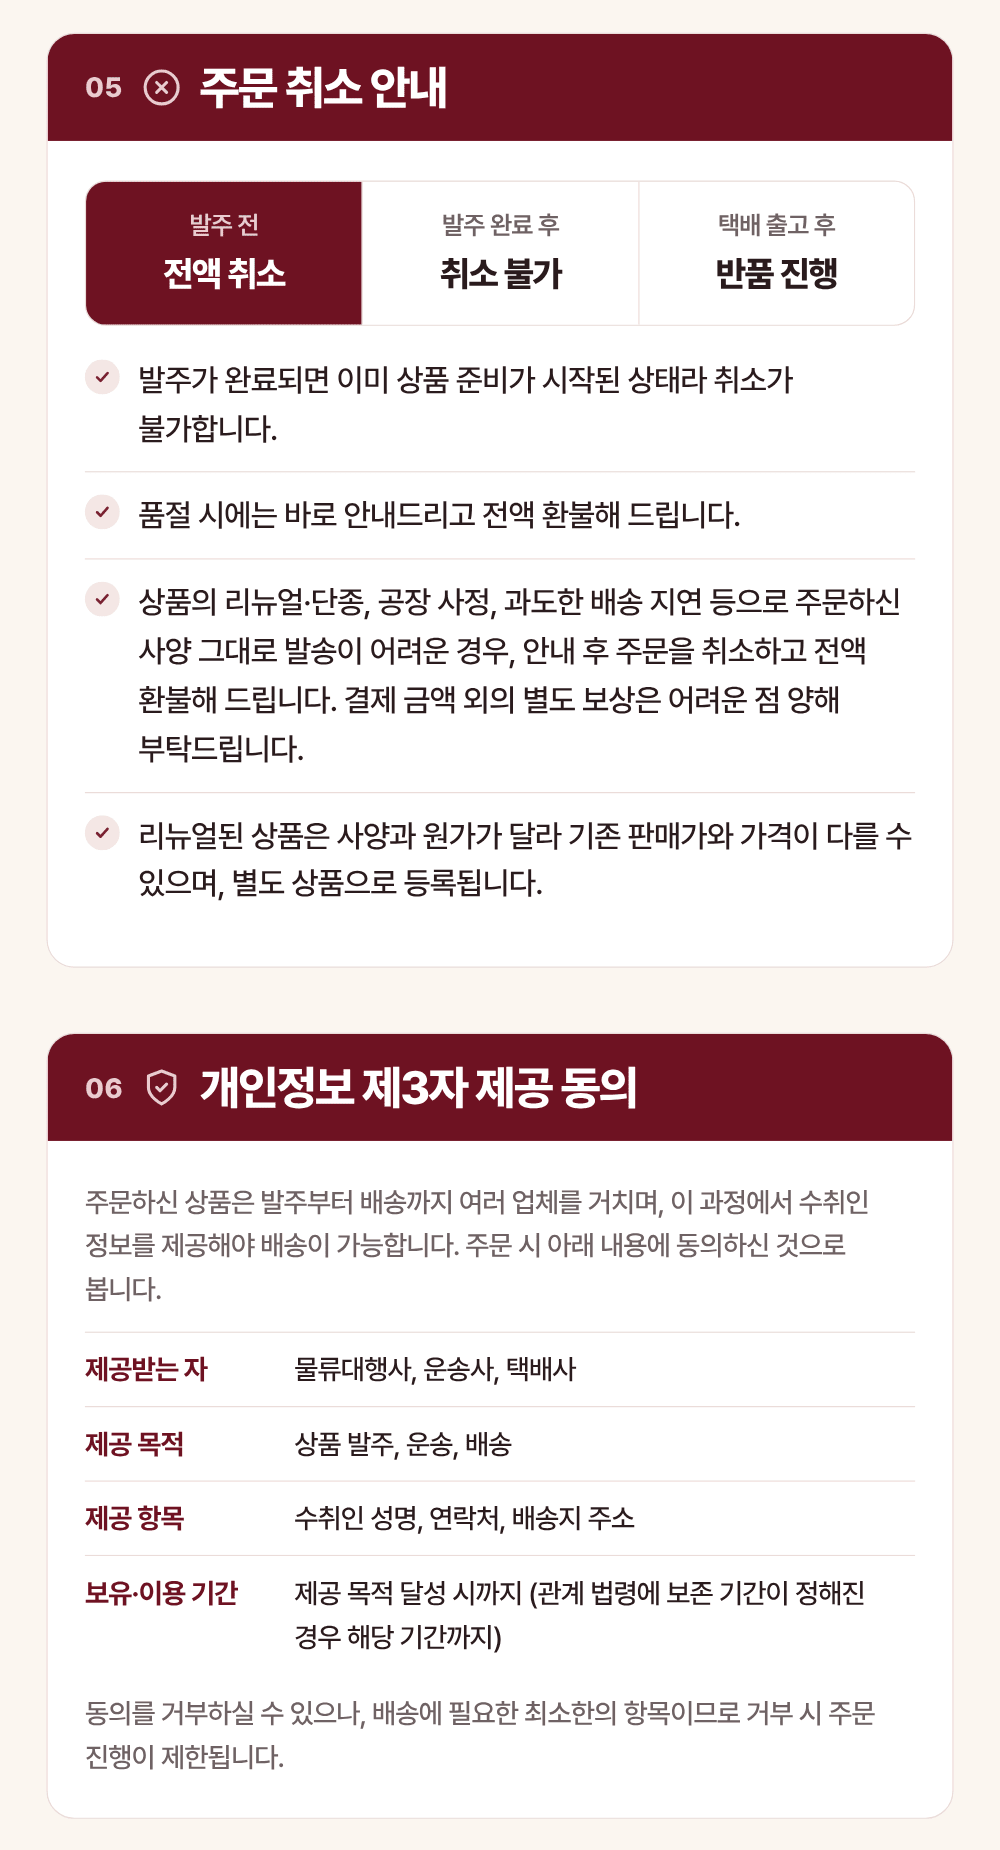 05 주문 취소 안내
발주 전
전액 취소
발주 완료 후
취소 불가
택배 출고 후
반품 진행
발주가 완료되면 이미 상품 준비가 시작된 상태라 취소가
불가합니다.
품절 시에는 바로 안내드리고 전액 환불해 드립니다.
상품의 리뉴얼·단종, 공장 사정, 과도한 배송 지연 등으로 주문하신
사양 그대로 발송이 어려운 경우, 안내 후 주문을 취소하고 전액
환불해 드립니다. 결제 금액 외의 별도 보상은 어려운 점 양해
부탁드립니다.
리뉴얼된 상품은 사양과 원가가 달라 기존 판매가와 가격이 다를 수
있으며, 별도 상품으로 등록됩니다.
06 개인정보 제3자 제공 동의
주문하신 상품은 발주부터 배송까지 여러 업체를 거치며, 이 과정에서 수취인
정보를 제공해야 배송이 가능합니다. 주문 시 아래 내용에 동의하신 것으로
봅니다.
제공받는 자 물류대행사, 운송사, 택배사
제공 목적 상품 발주, 운송, 배송
제공 항목 수취인 성명, 연락처, 배송지 주소
보유·이용 기간 제공 목적 달성 시까지 (관계 법령에 보존 기간이 정해진
경우 해당 기간까지)
동의를 거부하실 수 있으나, 배송에 필요한 최소한의 항목이므로 거부 시 주문
진행이 제한됩니다.